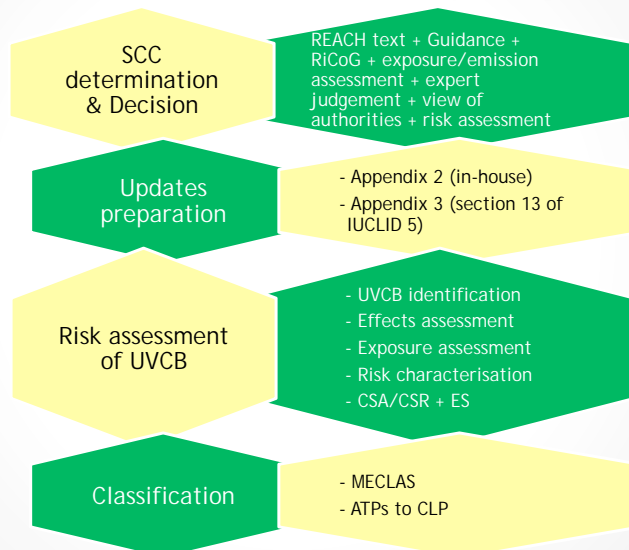 SCC
determination
& Decision
REACH text + Guidance +
RiCoG + exposure/emission
assessment + expert
judgement + view of
authorities + risk assessment
Updates
preparation
- Appendix 2 (in-house)
- Appendix 3 (section 13 of
IUCLID 5)
Risk assessment
of UVCB
- UVCB identification
- Effects assessment
- Exposure assessment
- Risk characterisation
- CSA/CSR + ES
Classification
- MECLAS
- ATPs to CLP